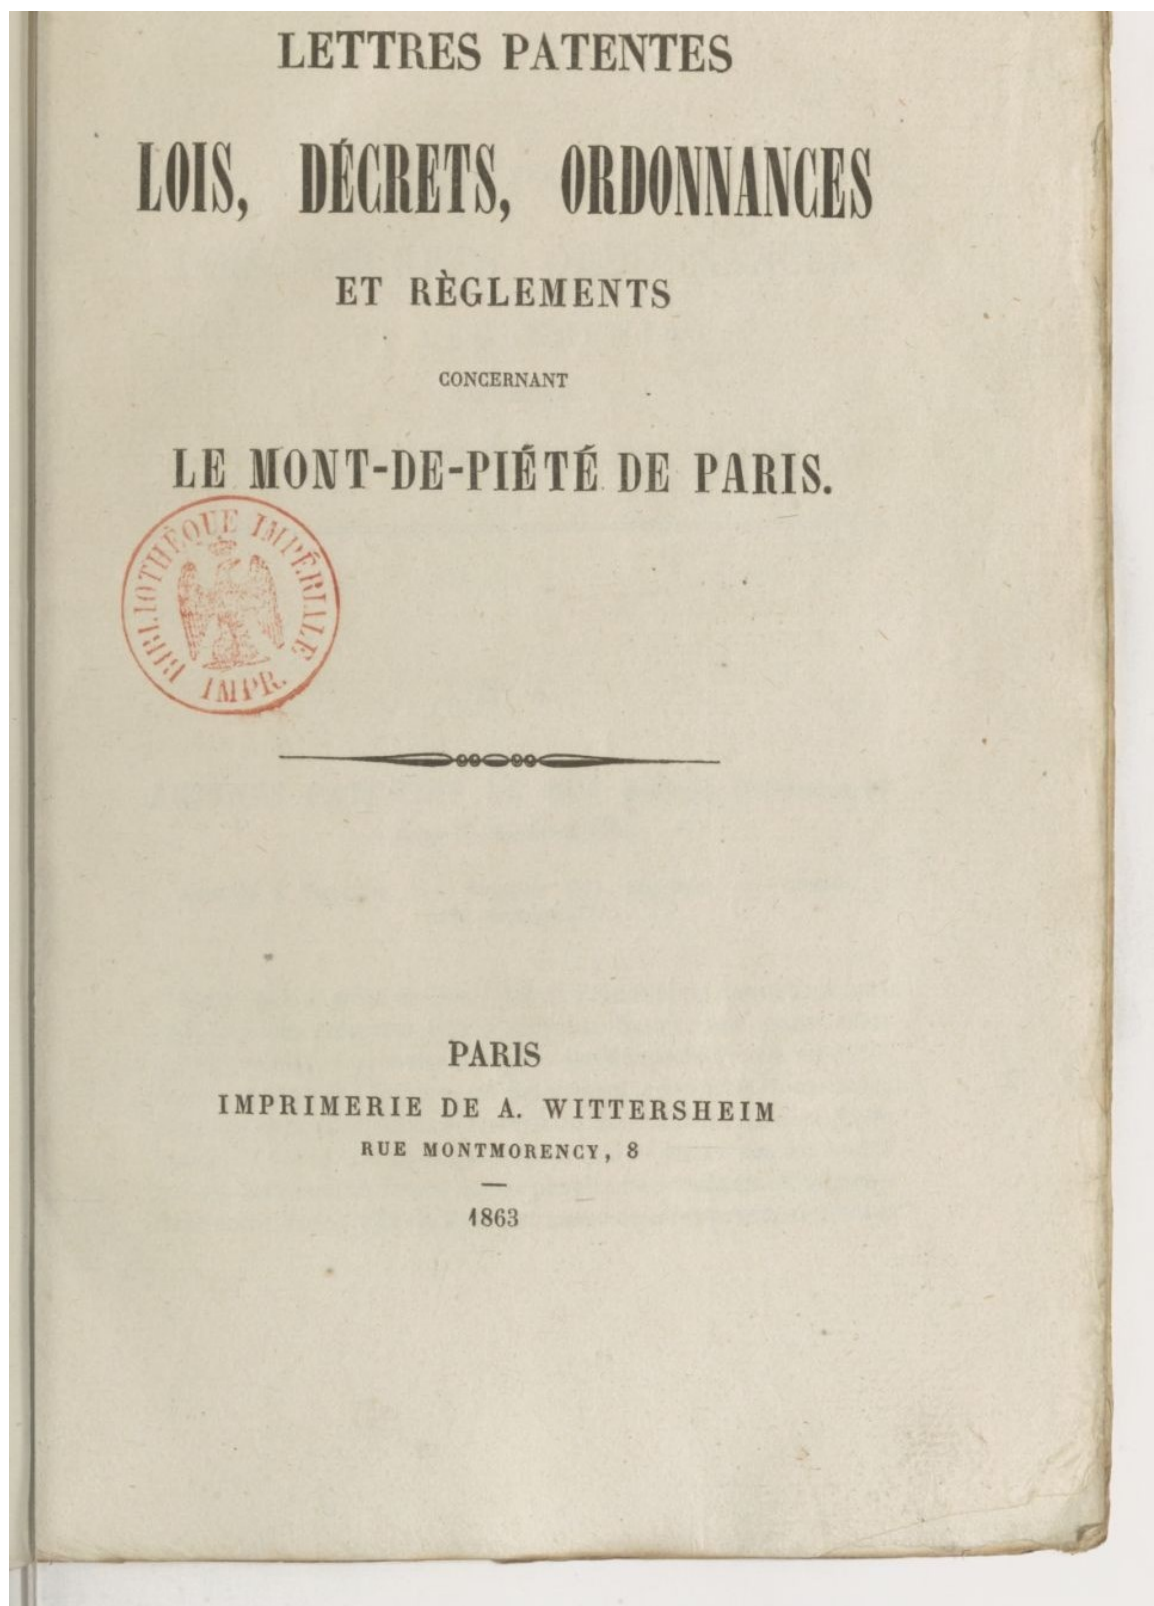 LETTRES PATENTES
LOIS, DÉCRETS, ORDONNANCES
ET RÈGLEMENTS
CONCERNANT
LE MONT-DE-PIÉTÉ DE PARIS.
BIBLIOTHÈQUE IMPÉRIALE
IMPR.
PARIS
IMPRIMERIE DE A. WITTERSHEIM
RUE MONTMORENCY, 8
1863